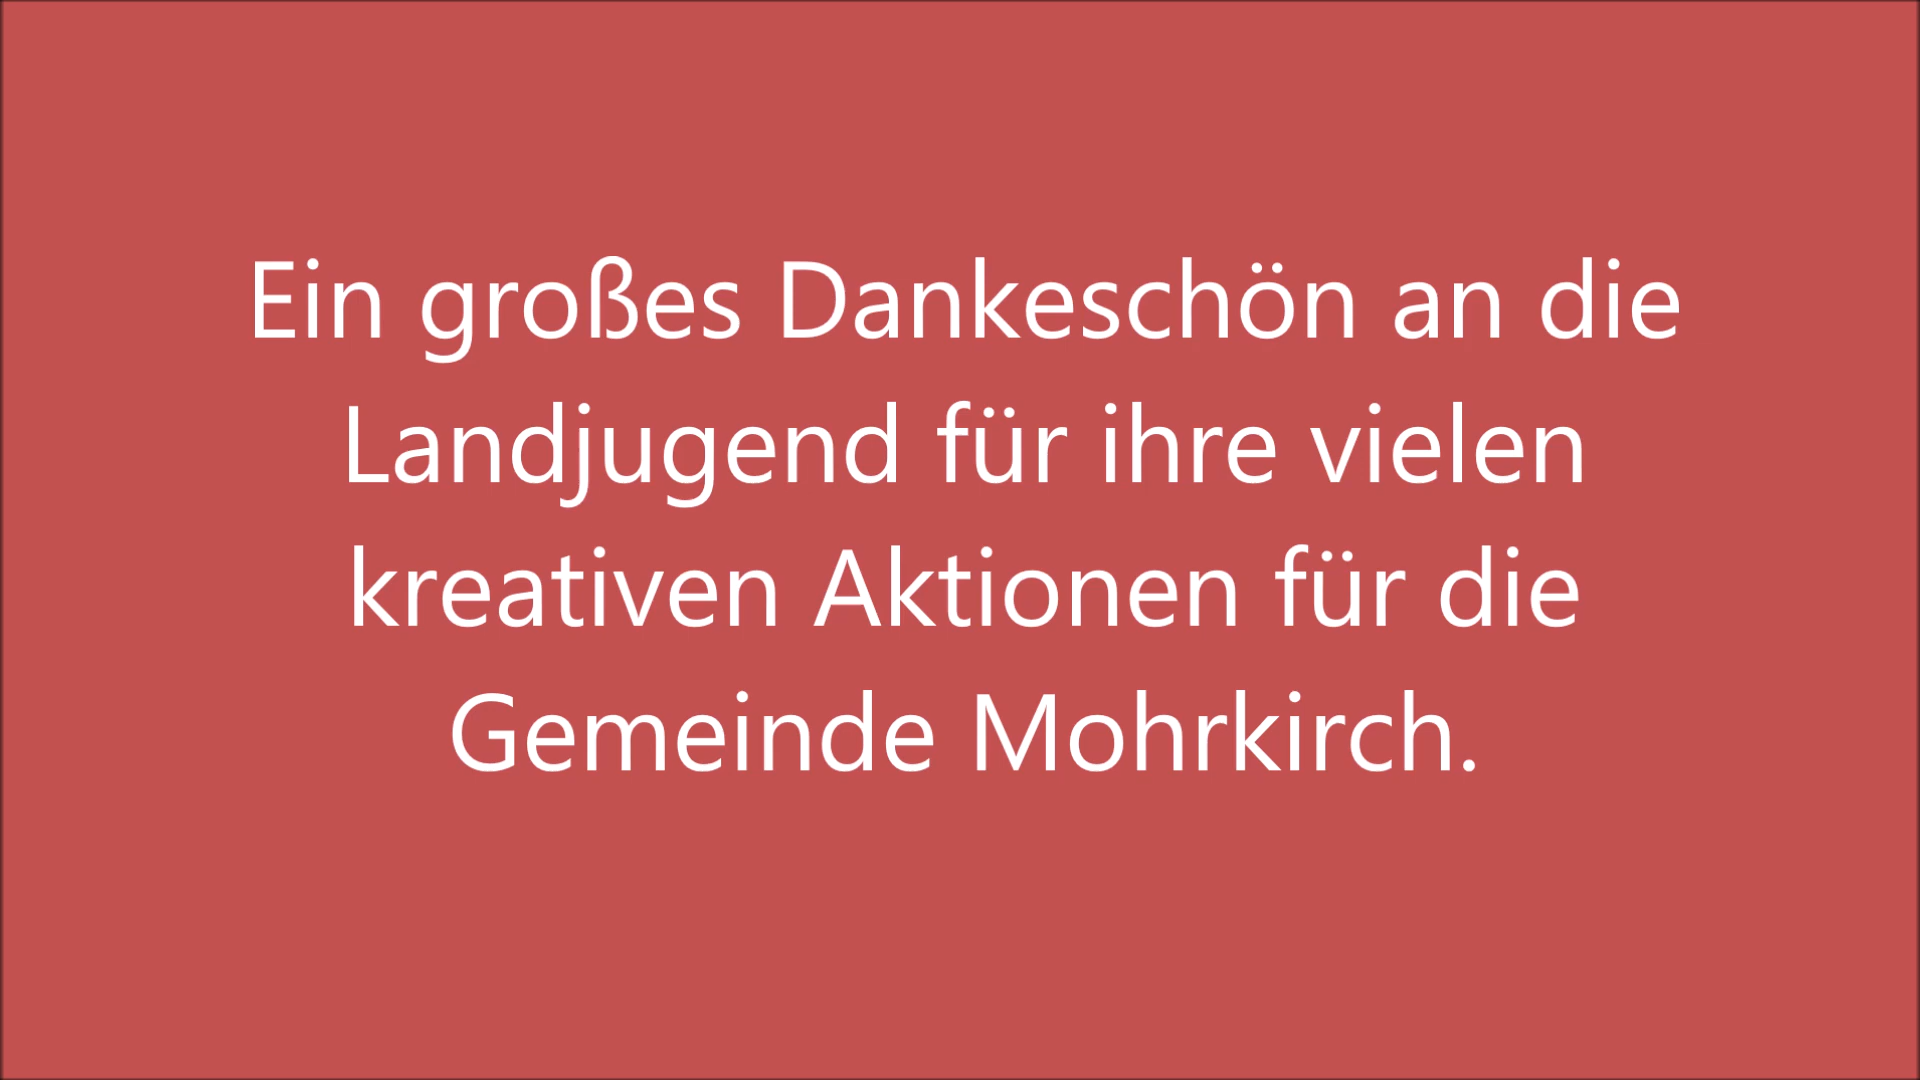 Ein großes Dankeschön an die
Landjugend für ihre vielen
kreativen Aktionen für die
Gemeinde Mohrkirch.